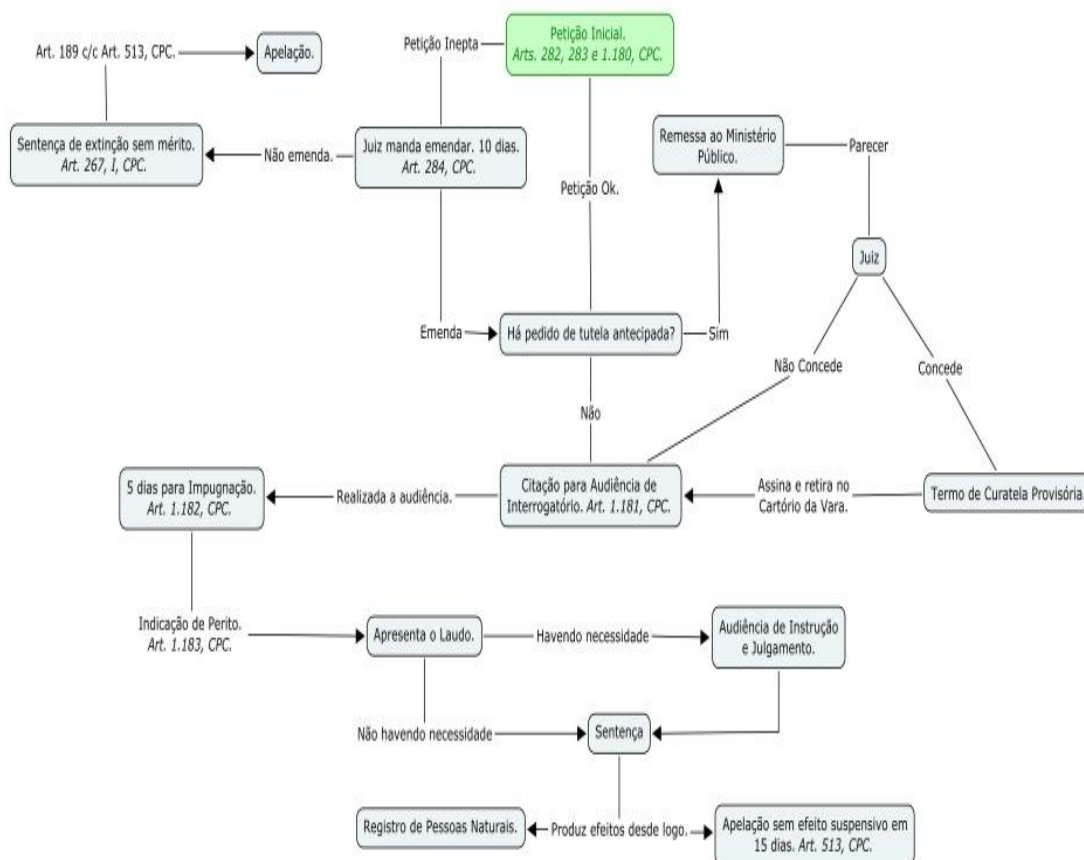 Petição Inicial.
Arts. 282, 283 e 1.180, CPC.
Petição Inepta
Art. 189 c/c Art. 513, CPC.
Apelação.
Sentença de extinção sem mérito.
Art. 267, I, CPC.
Não emenda.
Juiz manda emendar. 10 dias.
Art. 284, CPC.
Remessa ao Ministério
Público.
Parecer
Petição Ok.
Juiz
Emenda
Há pedido de tutela antecipada?
Sim
Não Concede
Concede
Não
5 dias para Impugnação.
Art. 1.182, CPC.
Realizada a audiência.
Citação para Audiência de
Interrogatório. Art. 1.181, CPC.
Assina e retira no
Cartório da Vara.
Termo de Curatela Provisória.
Indicação de Perito.
Art. 1.183, CPC.
Apresenta o Laudo.
Havendo necessidade
Audiência de Instrução
e Julgamento.
Não havendo necessidade
Sentença
Registro de Pessoas Naturais.
Produz efeitos desde logo.
Apelação sem efeito suspensivo em
15 dias. Art. 513, CPC.